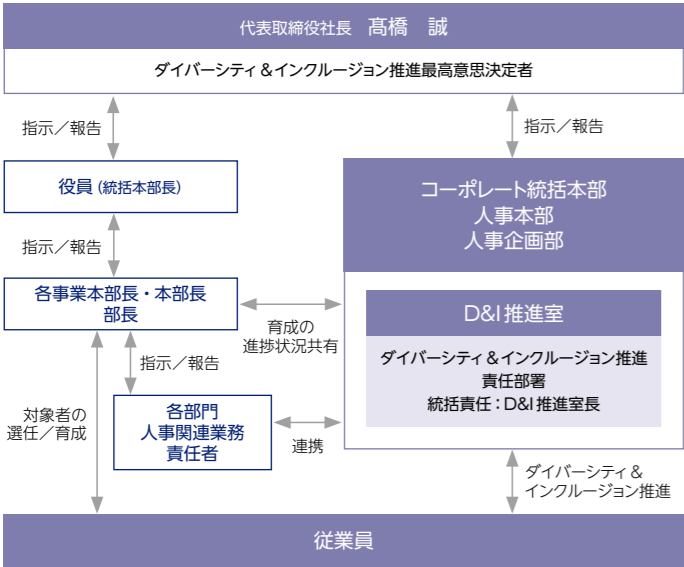 代表取締役社長 髙橋 誠
ダイバーシティ&インクルージョン推進最高意思決定者
指示/報告
指示/報告
役員(統括本部長)
コーポレート統括本部
人事本部
人事企画部
指示/報告
各事業本部長・本部長
部長
育成の
進捗状況共有
D&I推進室
ダイバーシティ&インクルージョン推進
責任部署
統括責任:D&I推進室長
指示/報告
対象者の
選任/育成
各部門
人事関連業務
責任者
連携
ダイバーシティ&
インクルージョン推進
従業員